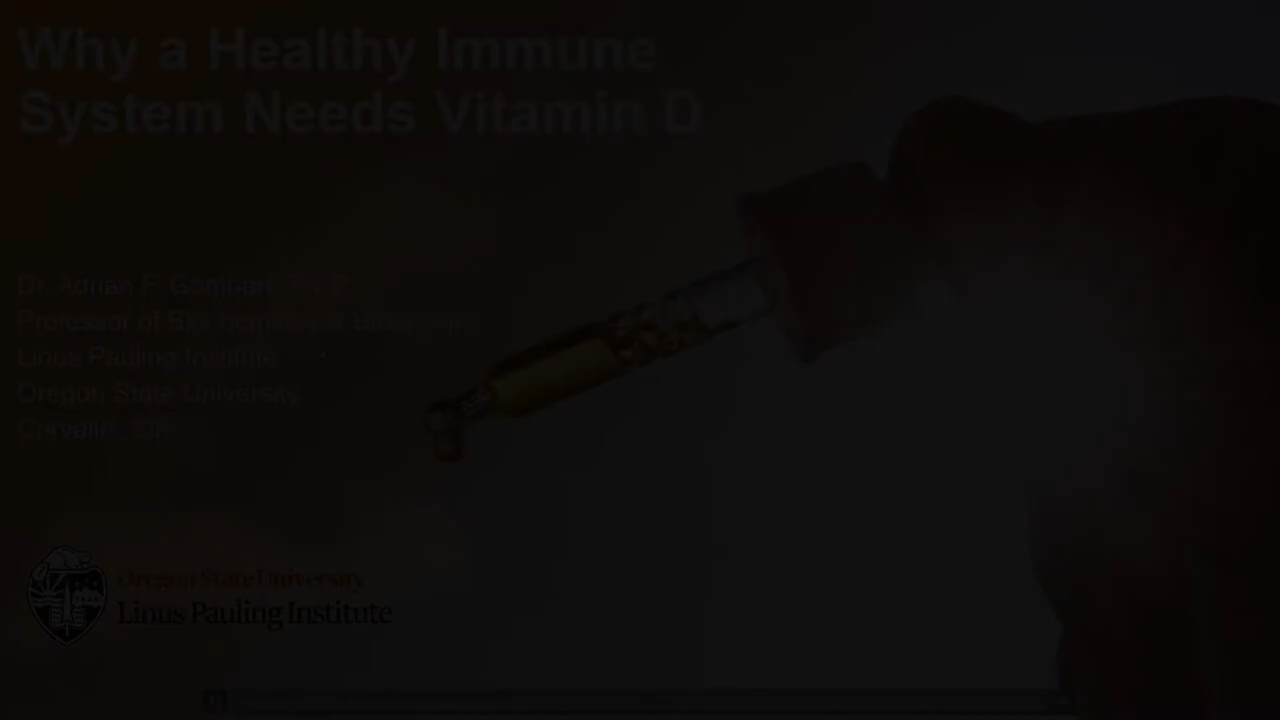 Why a Healthy Immune
System Needs Vitamin D
Dr. Adrian F. Gombart, Ph.D.
Professor of Biochemistry & Biophysics
Linus Pauling Institute
Oregon State University
Corvallis, OR
Oregon State University
Linus Pauling Institute